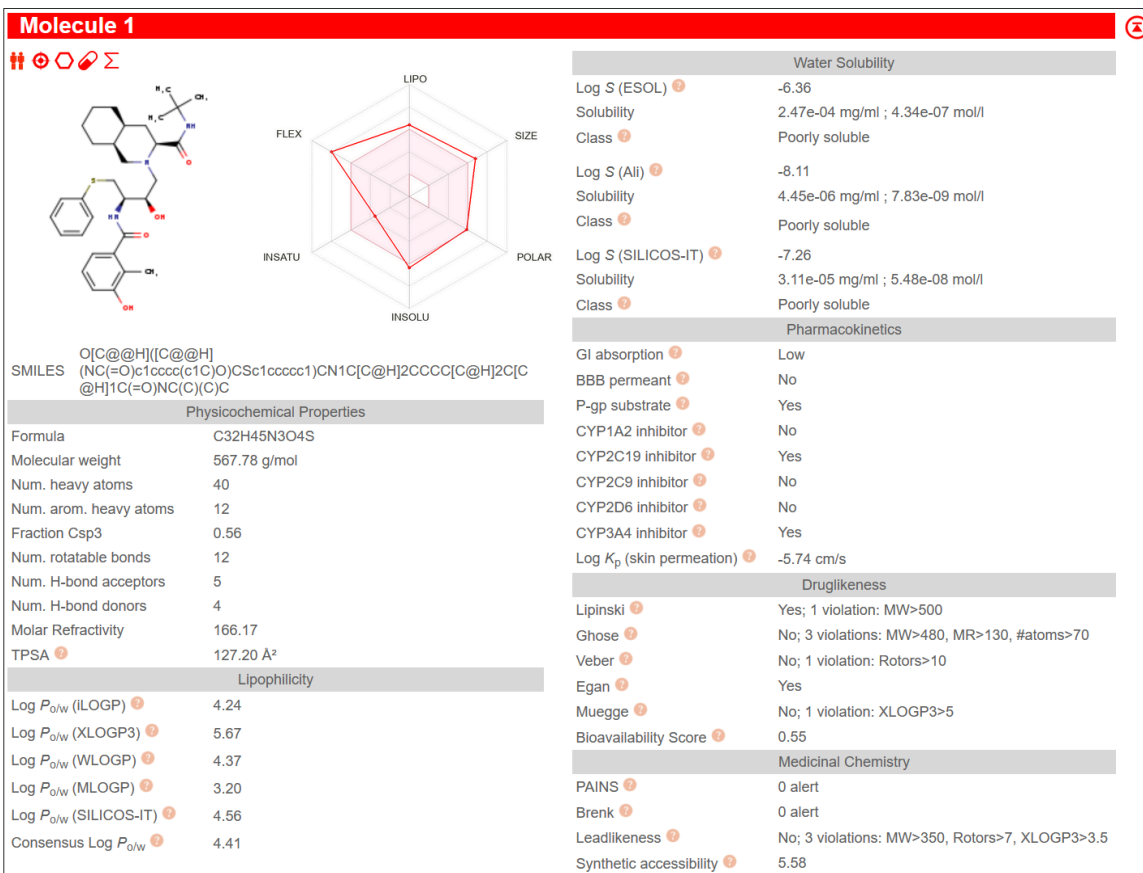 Molecule 1
H₃C
CH₃
H₃C
NH
O
N
S
OH
HN
O
CH₃
OH
LIPO
FLEX
SIZE
INSATU
POLAR
INSOLU
SMILES O[C@@H]([C@@H]
(NC(=O)c1cccc(c1C)O)CSc1ccccc1)CN1C[C@H]2CCCC[C@H]2C[C
@H]1C(=O)NC(C)(C)C
Physicochemical Properties
Formula C32H45N3O4S
Molecular weight 567.78 g/mol
Num. heavy atoms 40
Num. arom. heavy atoms 12
Fraction Csp3 0.56
Num. rotatable bonds 12
Num. H-bond acceptors 5
Num. H-bond donors 4
Molar Refractivity 166.17
TPSA ? 127.20 Å²
Lipophilicity
Log Po/w (iLOGP) ? 4.24
Log Po/w (XLOGP3) ? 5.67
Log Po/w (WLOGP) ? 4.37
Log Po/w (MLOGP) ? 3.20
Log Po/w (SILICOS-IT) ? 4.56
Consensus Log Po/w ? 4.41
Water Solubility
Log S (ESOL) ? -6.36
Solubility 2.47e-04 mg/ml ; 4.34e-07 mol/l
Class ? Poorly soluble
Log S (Ali) ? -8.11
Solubility 4.45e-06 mg/ml ; 7.83e-09 mol/l
Class ? Poorly soluble
Log S (SILICOS-IT) ? -7.26
Solubility 3.11e-05 mg/ml ; 5.48e-08 mol/l
Class ? Poorly soluble
Pharmacokinetics
GI absorption ? Low
BBB permeant ? No
P-gp substrate ? Yes
CYP1A2 inhibitor ? No
CYP2C19 inhibitor ? Yes
CYP2C9 inhibitor ? No
CYP2D6 inhibitor ? No
CYP3A4 inhibitor ? Yes
Log Kp (skin permeation) ? -5.74 cm/s
Druglikeness
Lipinski ? Yes; 1 violation: MW>500
Ghose ? No; 3 violations: MW>480, MR>130, #atoms>70
Veber ? No; 1 violation: Rotors>10
Egan ? Yes
Muegge ? No; 1 violation: XLOGP3>5
Bioavailability Score ? 0.55
Medicinal Chemistry
PAINS ? 0 alert
Brenk ? 0 alert
Leadlikeness ? No; 3 violations: MW>350, Rotors>7, XLOGP3>3.5
Synthetic accessibility ? 5.58